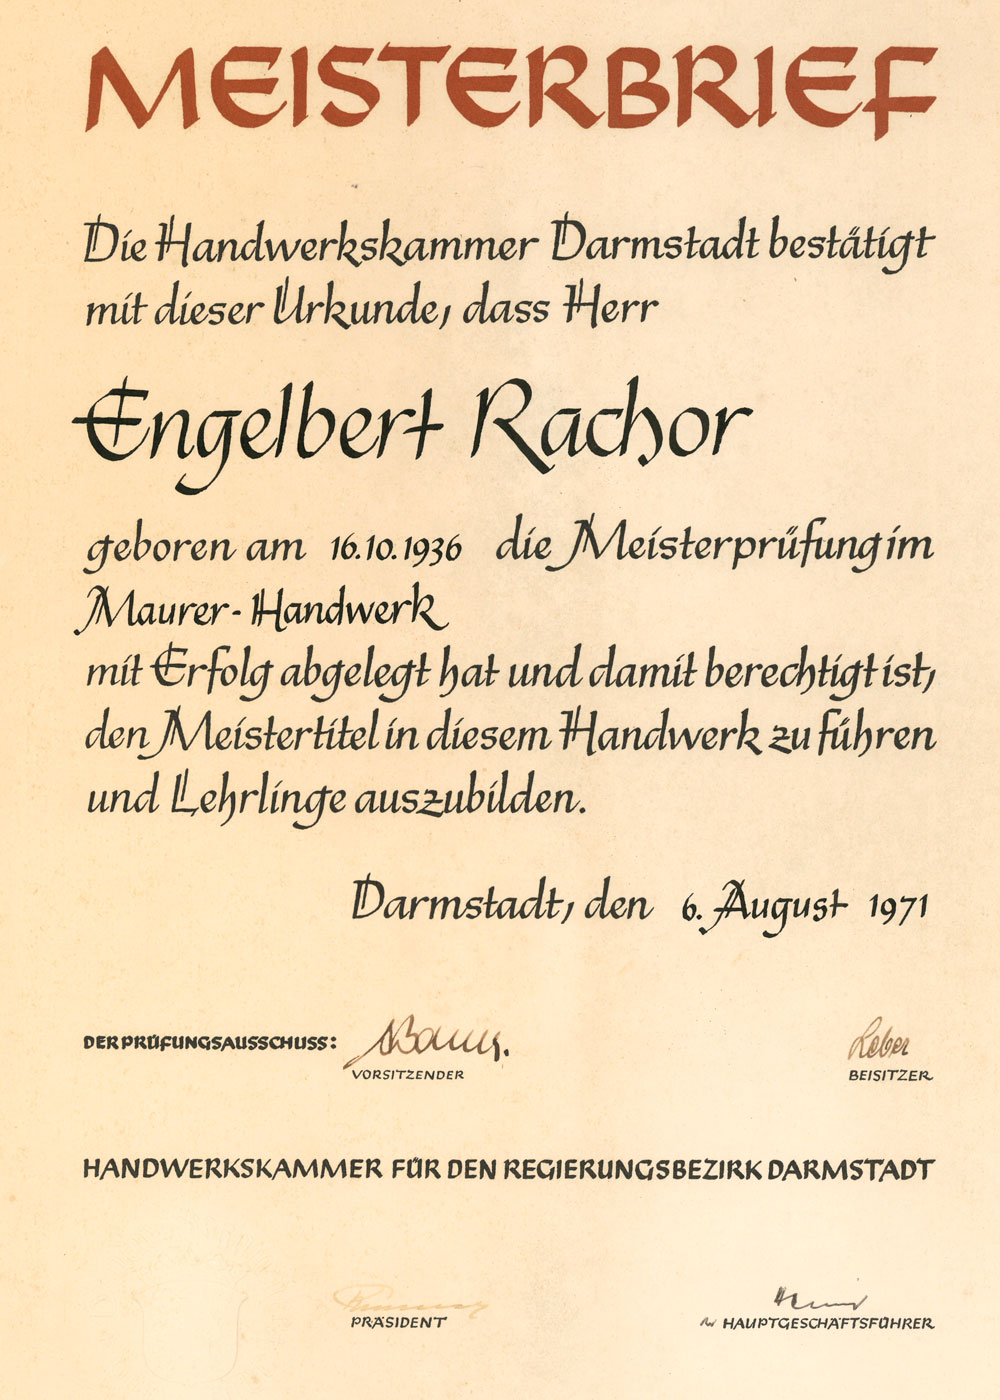 MEISTERBRIEF
Die Handwerkskammer Darmstadt bestätigt
mit dieser Urkunde, dass Herr
Engelbert Rachor
geboren am 16.10.1936 die Meisterprüfung im
Maurer-Handwerk
mit Erfolg abgelegt hat und damit berechtigt ist,
den Meistertitel in diesem Handwerk zu führen
und Lehrlinge auszubilden.
Darmstadt, den 6. August 1971
DER PRÜFUNGSAUSSCHUSS:
VORSITZENDER
Leber
BEISITZER
HANDWERKSKAMMER FÜR DEN REGIERUNGSBEZIRK DARMSTADT
PRÄSIDENT
HAUPTGESCHÄFTSFÜHRER